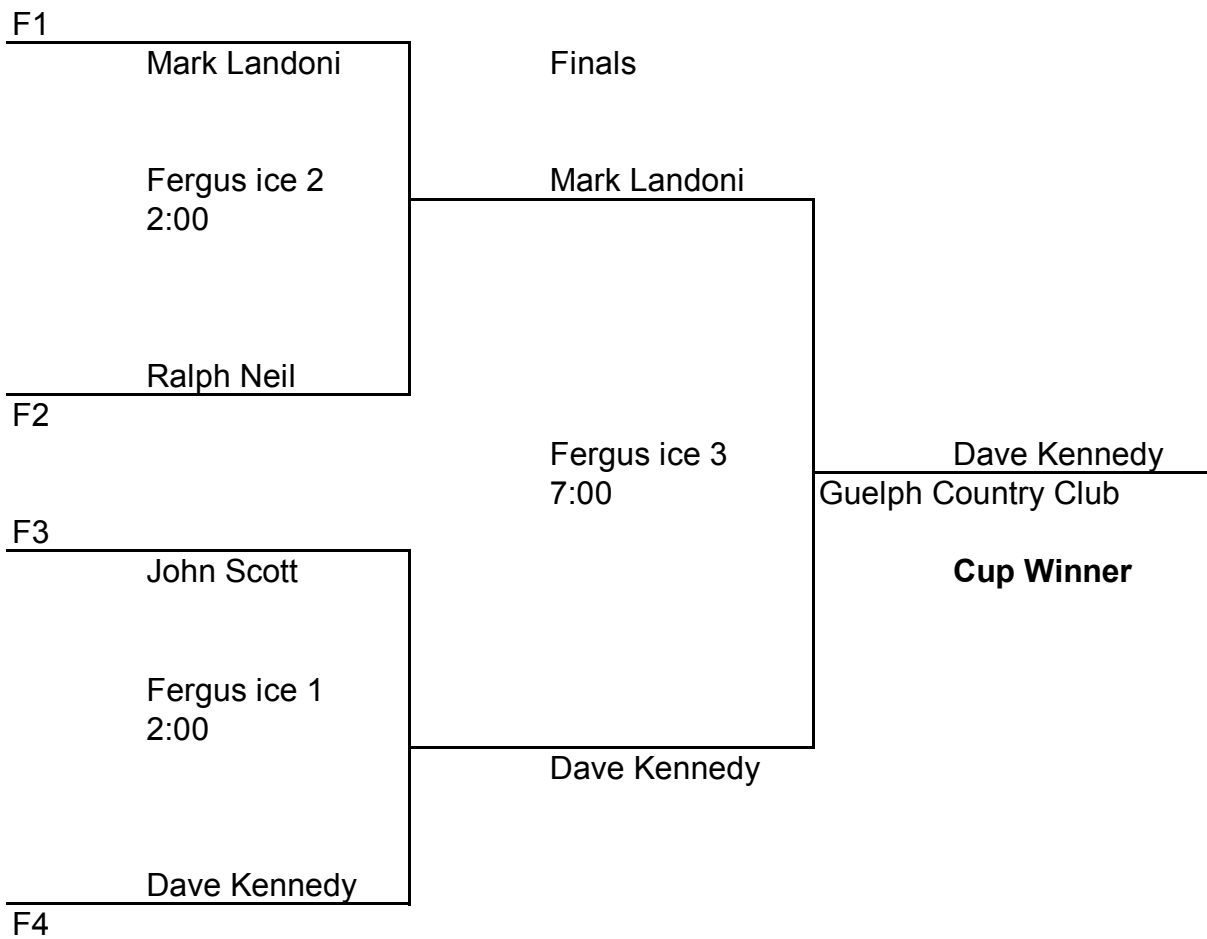 F1
Mark Landoni
Finals
Fergus ice 2
Mark Landoni
2:00
Ralph Neil
F2
Fergus ice 3
Dave Kennedy
7:00
Guelph Country Club
F3
John Scott
Cup Winner
Fergus ice 1
2:00
Dave Kennedy
Dave Kennedy
F4